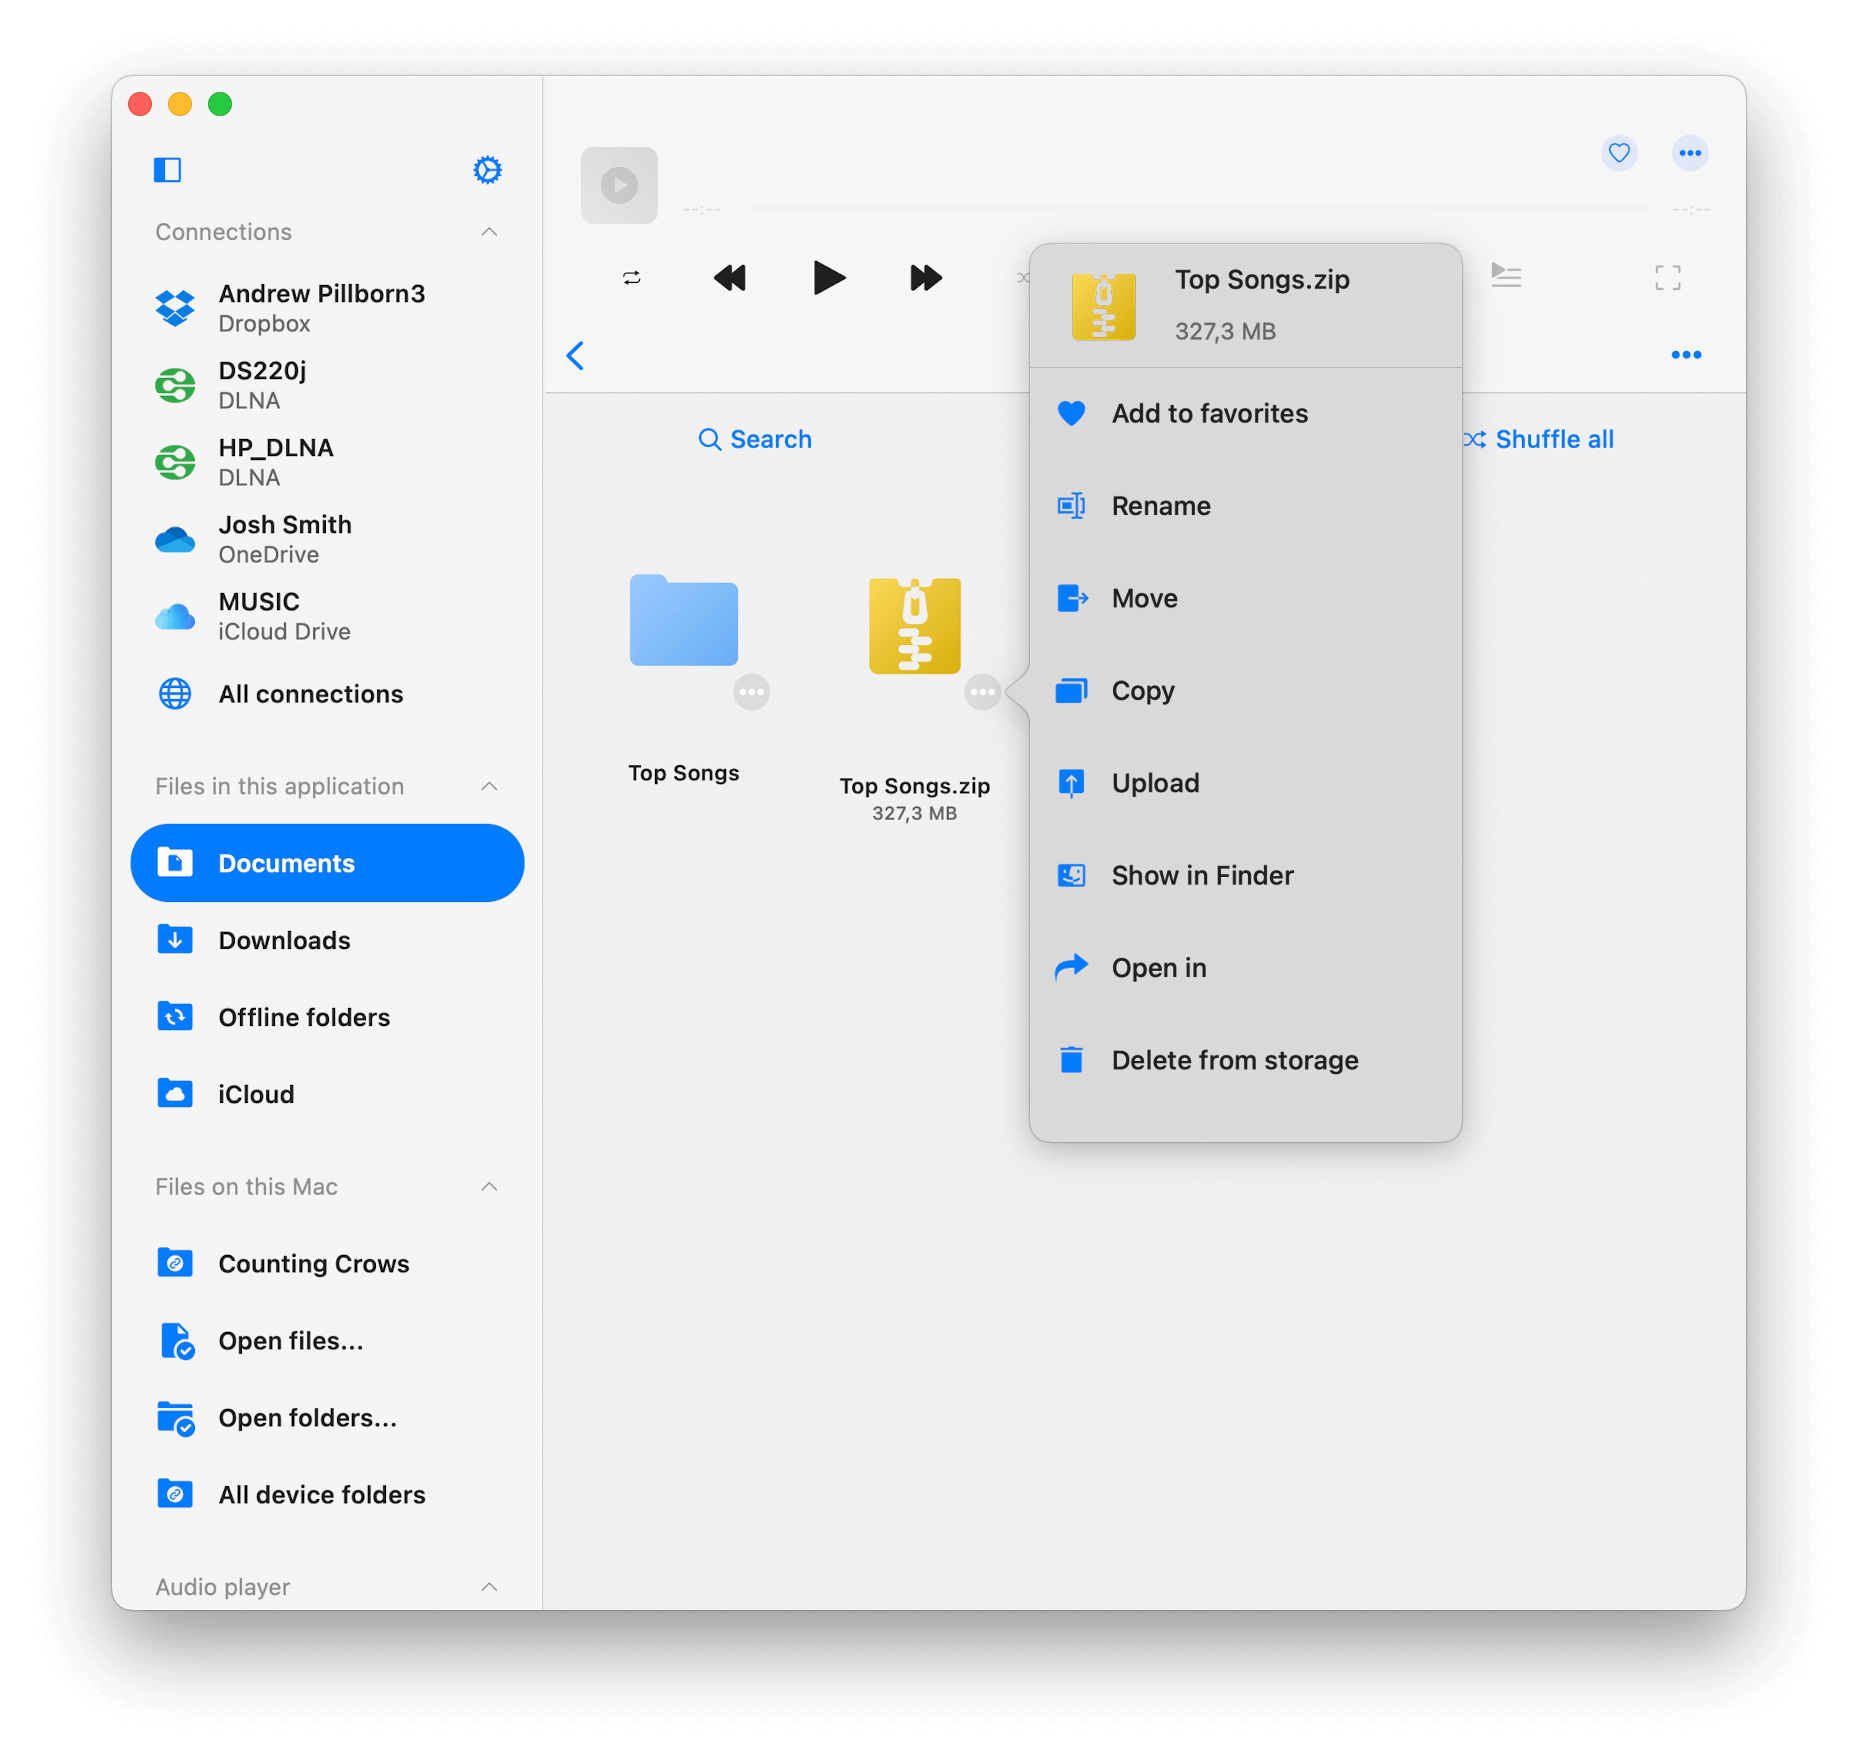 Connections
Andrew Pillborn3
Dropbox
DS220j
DLNA
HP_DLNA
DLNA
Josh Smith
OneDrive
MUSIC
iCloud Drive
All connections
Files in this application
Documents
Downloads
Offline folders
iCloud
Files on this Mac
Counting Crows
Open files...
Open folders...
All device folders
Audio player
--:--
--:--
Search
Shuffle all
Top Songs
Top Songs.zip
327,3 MB
Top Songs.zip
327,3 MB
Add to favorites
Rename
Move
Copy
Upload
Show in Finder
Open in
Delete from storage